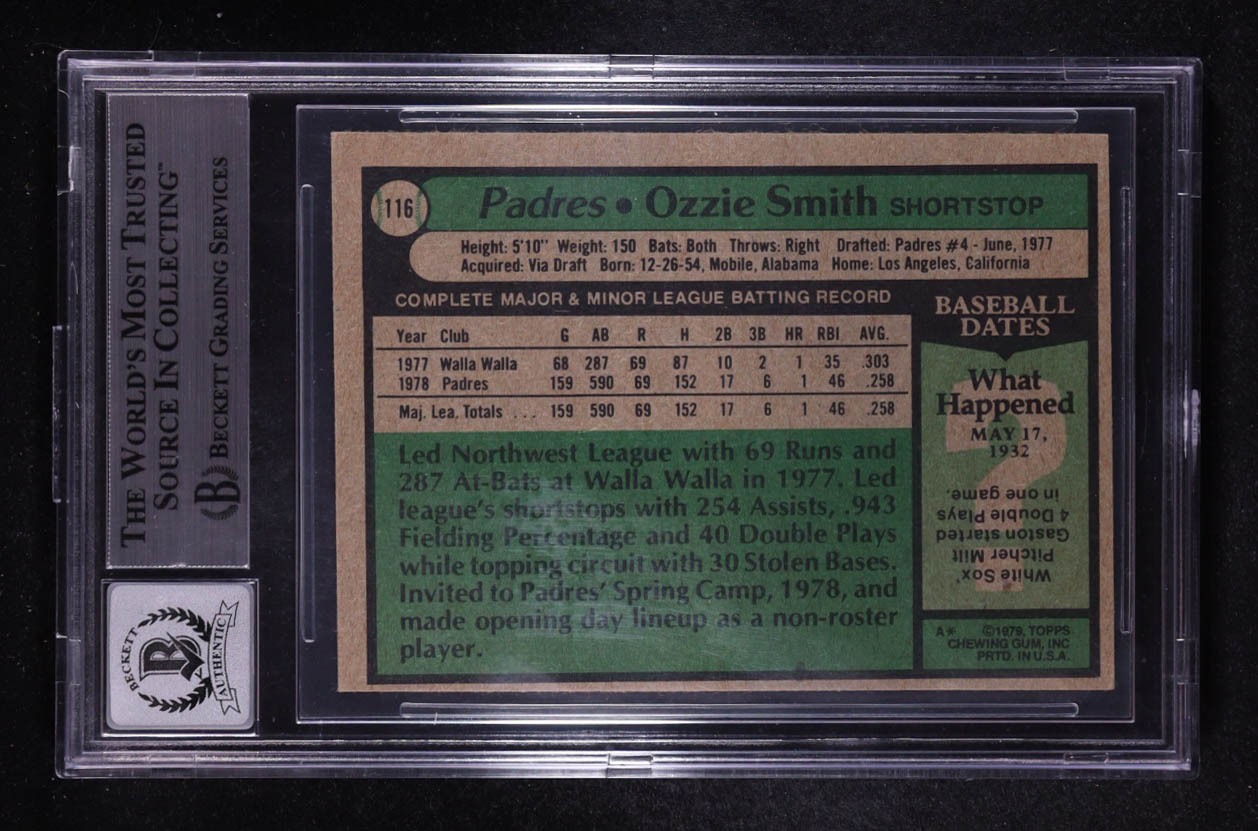 THE WORLD'S MOST TRUSTED
SOURCE IN COLLECTING™
B BECKETT GRADING SERVICES
BECKETT
B
AUTHENTIC
116
Padres • Ozzie Smith SHORTSTOP
Height: 5'10" Weight: 150 Bats: Both Throws: Right Drafted: Padres #4 - June, 1977
Acquired: Via Draft Born: 12-26-54, Mobile, Alabama Home: Los Angeles, California
COMPLETE MAJOR & MINOR LEAGUE BATTING RECORD
Year Club G AB R H 2B 3B HR RBI AVG.
1977 Walla Walla 68 287 69 87 10 2 1 35 .303
1978 Padres 159 590 69 152 17 6 1 46 .258
Maj. Lea. Totals ... 159 590 69 152 17 6 1 46 .258
Led Northwest League with 69 Runs and
287 At-Bats at Walla Walla in 1977. Led
league's shortstops with 254 Assists, .943
Fielding Percentage and 40 Double Plays
while topping circuit with 30 Stolen Bases.
Invited to Padres' Spring Camp, 1978, and
made opening day lineup as a non-roster
player.
BASEBALL
DATES
?
What
Happened
MAY 17,
1932
White Sox'
Pitcher Milt
Gaston started
4 Double Plays
in one game.
A* ©1979, TOPPS
CHEWING GUM, INC
PRTD. IN U.S.A.